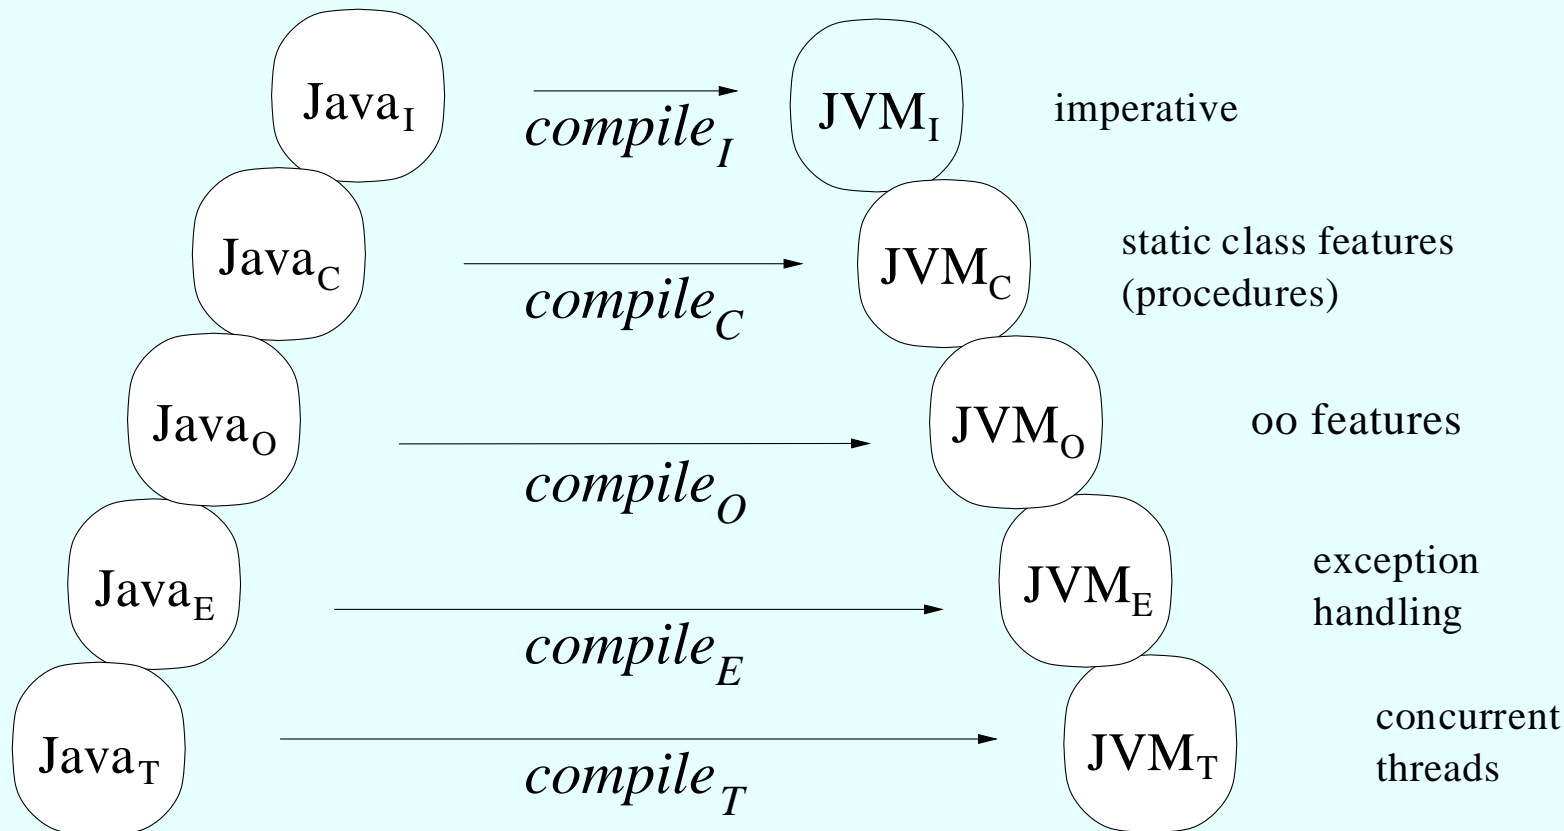 Java_I compile_I JVM_I imperative
Java_C compile_C JVM_C static class features
(procedures)
Java_O compile_O JVM_O oo features
Java_E compile_E JVM_E exception
handling
Java_T compile_T JVM_T concurrent
threads